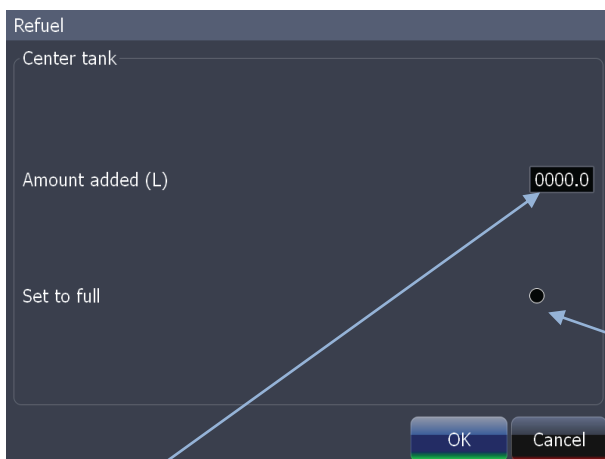 Refuel
Center tank
Amount added (L) 0000.0
Set to full
OK Cancel